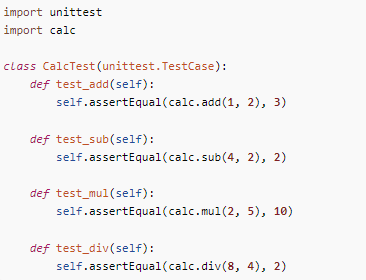 import unittest
import calc

class CalcTest(unittest.TestCase):
    def test_add(self):
        self.assertEqual(calc.add(1, 2), 3)

    def test_sub(self):
        self.assertEqual(calc.sub(4, 2), 2)

    def test_mul(self):
        self.assertEqual(calc.mul(2, 5), 10)

    def test_div(self):
        self.assertEqual(calc.div(8, 4), 2)